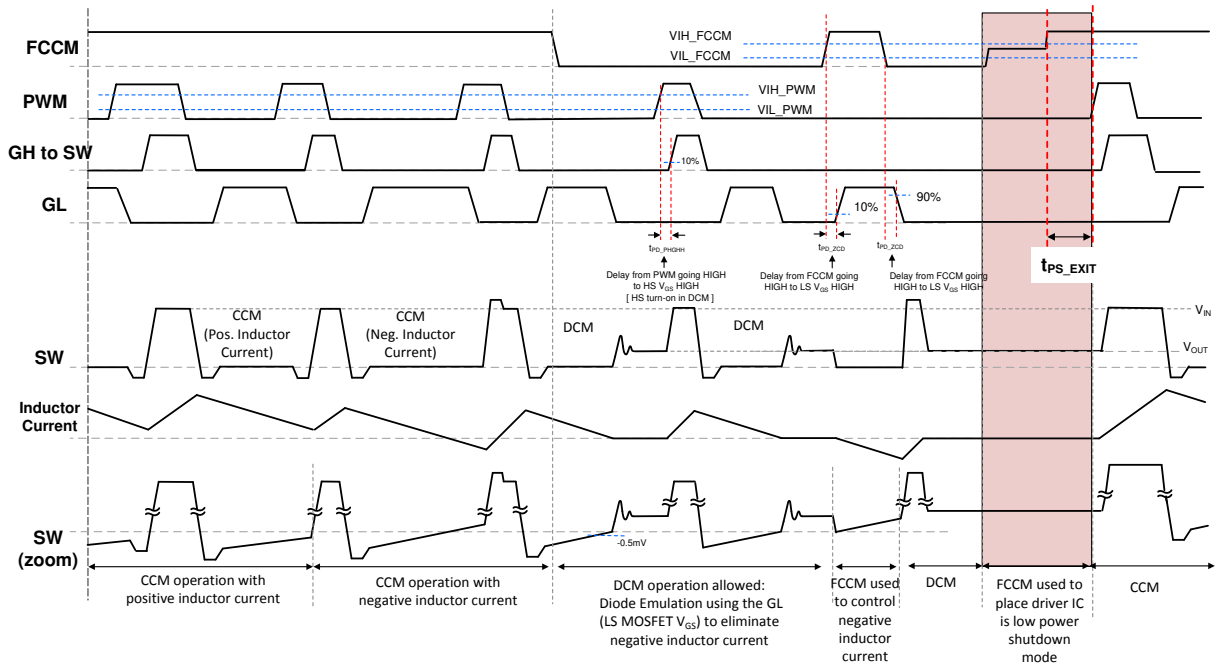 FCCM
VIH_FCCM
VIL_FCCM
PWM
VIH_PWM
VIL_PWM
GH to SW
10%
GL
10%
90%
tPD_PHGHH
tPD_ZCD
tPD_ZCD
tPS_EXIT
Delay from PWM going HIGH
to HS VGS HIGH
[ HS turn-on in DCM ]
Delay from FCCM going
HIGH to LS VGS HIGH
Delay from FCCM going
HIGH to LS VGS HIGH
CCM
(Pos. Inductor
Current)
CCM
(Neg. Inductor
Current)
DCM
DCM
VIN
VOUT
SW
Inductor
Current
SW
(zoom)
-0.5mV
CCM operation with
positive inductor current
CCM operation with
negative inductor current
DCM operation allowed:
Diode Emulation using the GL
(LS MOSFET VGS) to eliminate
negative inductor current
FCCM used
to control
negative
inductor
current
DCM
FCCM used to
place driver IC
is low power
shutdown
mode
CCM